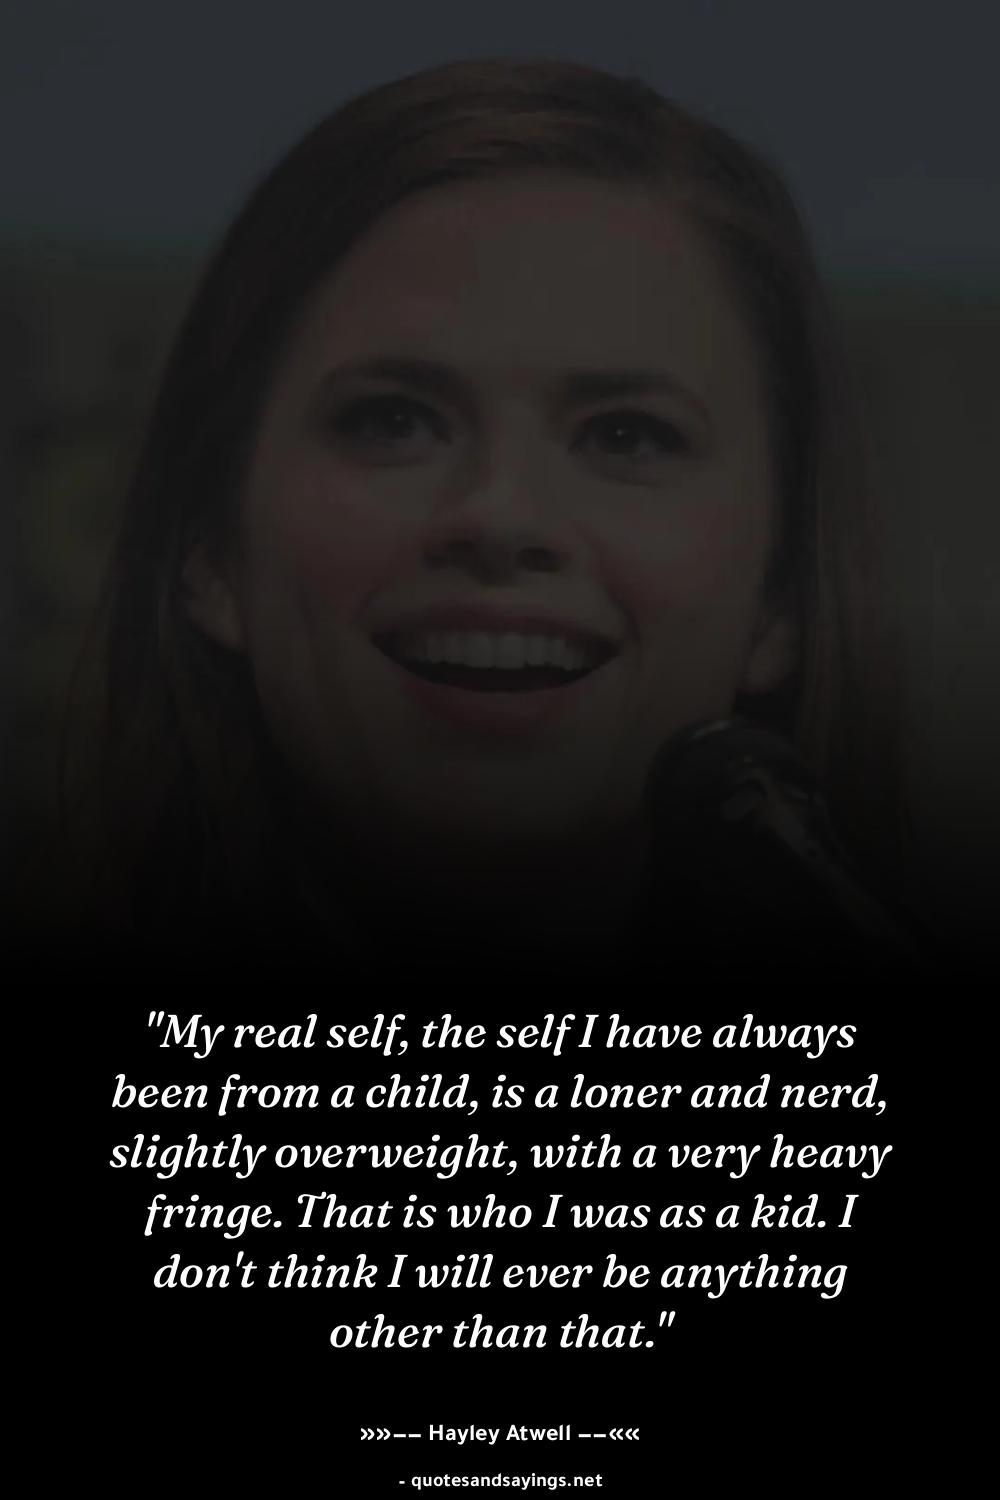 "My real self, the self I have always
been from a child, is a loner and nerd,
slightly overweight, with a very heavy
fringe. That is who I was as a kid. I
don't think I will ever be anything
other than that."
»»–– Hayley Atwell ––««
- quotesandsayings.net